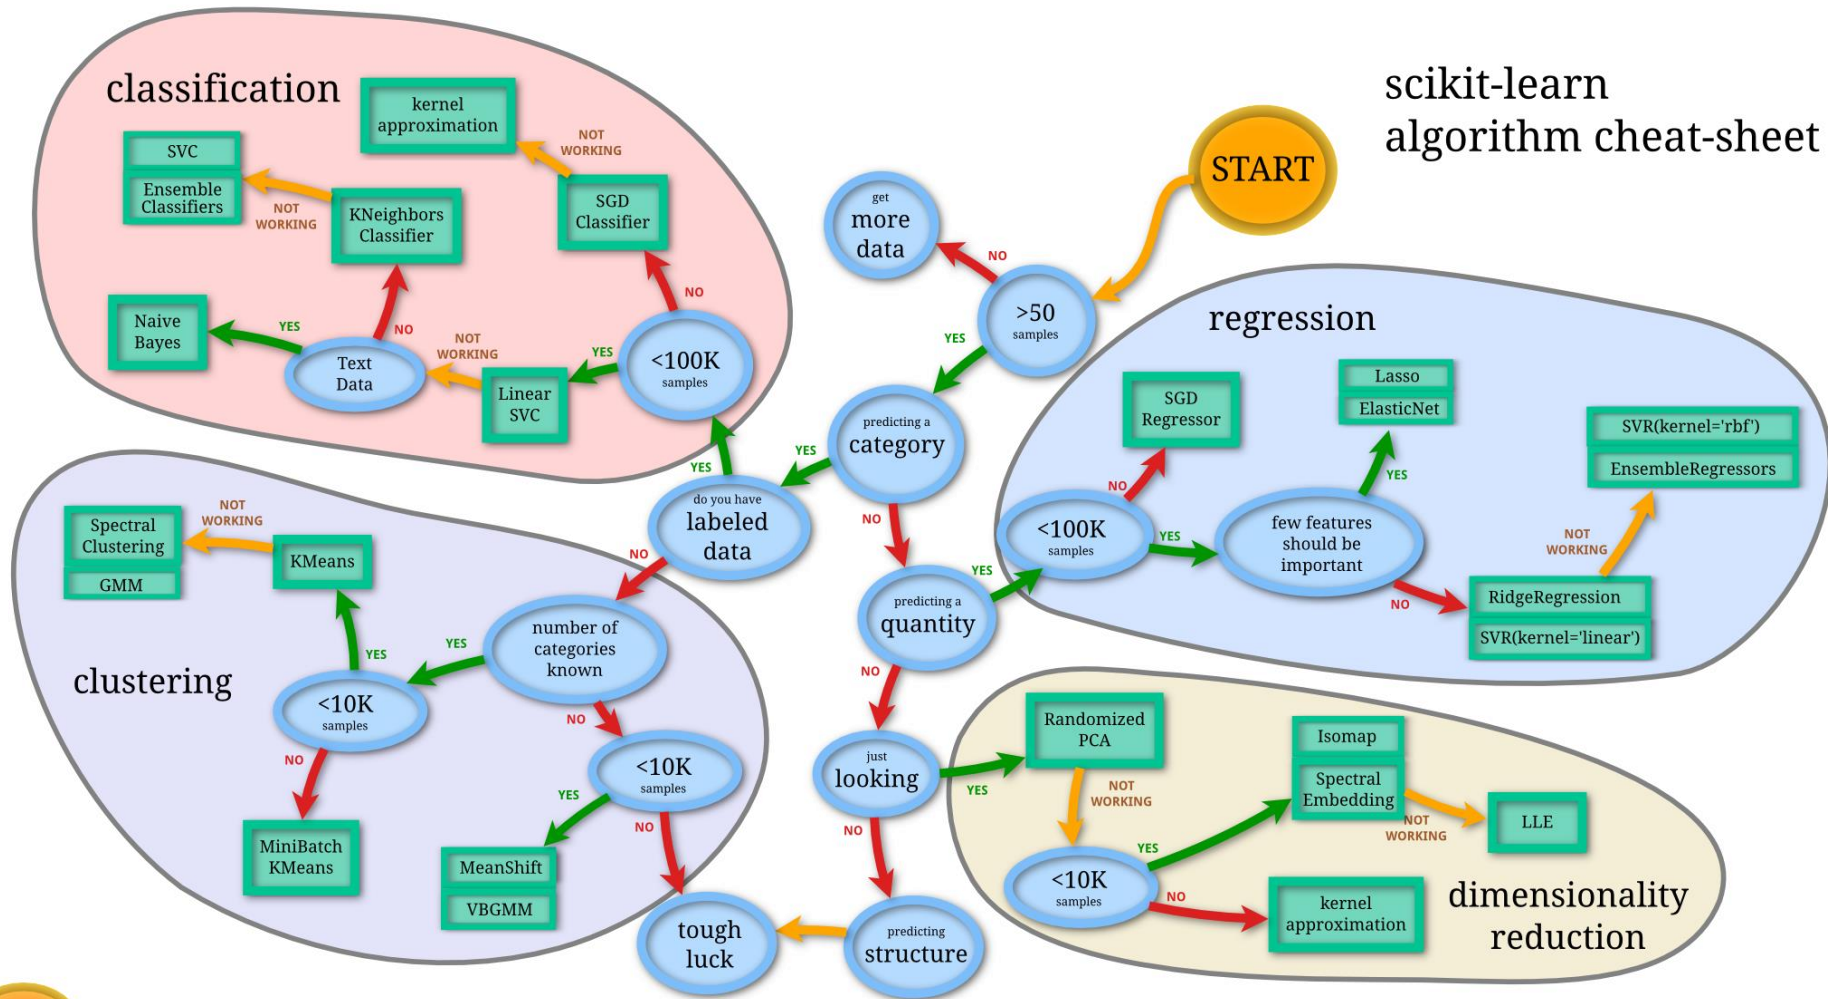 scikit-learn
algorithm cheat-sheet
START
>50
samples
NO
get
more
data
YES
predicting a
category
YES
do you have
labeled
data
YES
classification
<100K
samples
NO
SGD
Classifier
NOT
WORKING
kernel
approximation
YES
Linear
SVC
NOT
WORKING
Text
Data
YES
Naive
Bayes
NO
KNeighbors
Classifier
NOT
WORKING
SVC
Ensemble
Classifiers
NO
clustering
number of
categories
known
YES
<10K
samples
YES
KMeans
NOT
WORKING
Spectral
Clustering
GMM
NO
MiniBatch
KMeans
NO
<10K
samples
YES
MeanShift
VBGMM
NO
tough
luck
NO
predicting a
quantity
YES
regression
<100K
samples
NO
SGD
Regressor
YES
few features
should be
important
YES
Lasso
ElasticNet
NO
RidgeRegression
SVR(kernel='linear')
NOT
WORKING
SVR(kernel='rbf')
EnsembleRegressors
NO
just
looking
YES
dimensionality
reduction
Randomized
PCA
NOT
WORKING
<10K
samples
YES
Isomap
Spectral
Embedding
NOT
WORKING
LLE
NO
kernel
approximation
NO
predicting
structure